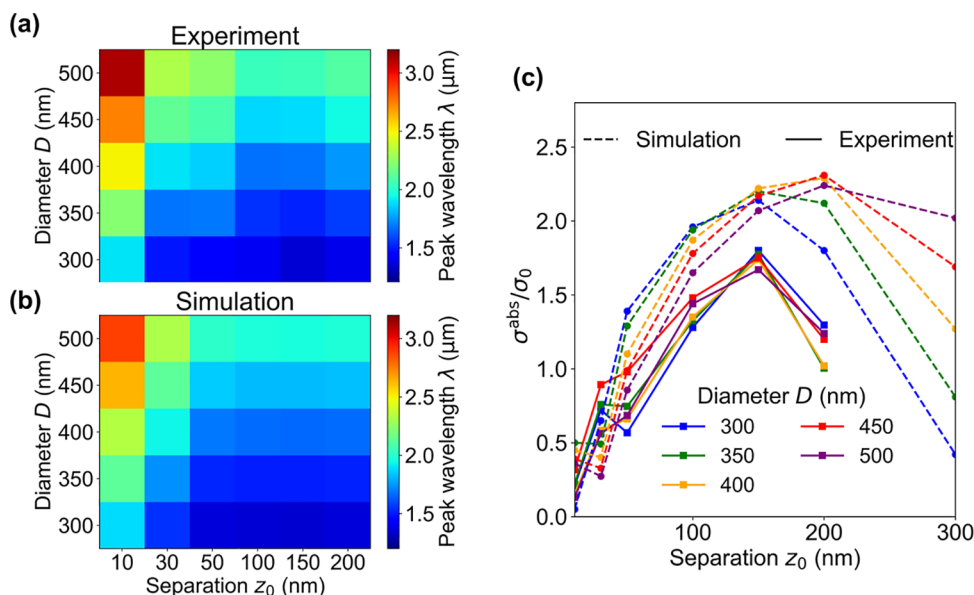 (a)
Experiment
500
450
400
350
300
Diameter D (nm)
3.0
2.5
2.0
1.5
Peak wavelength λ (μm)
(b)
Simulation
500
450
400
350
300
Diameter D (nm)
10 30 50 100 150 200
Separation z₀ (nm)
3.0
2.5
2.0
1.5
Peak wavelength λ (μm)
(c)
Simulation Experiment
2.5
2.0
1.5
1.0
0.5
0.0
σᵃᵇˢ/σ₀
Diameter D (nm)
300 450
350 500
400
100 200 300
Separation z₀ (nm)